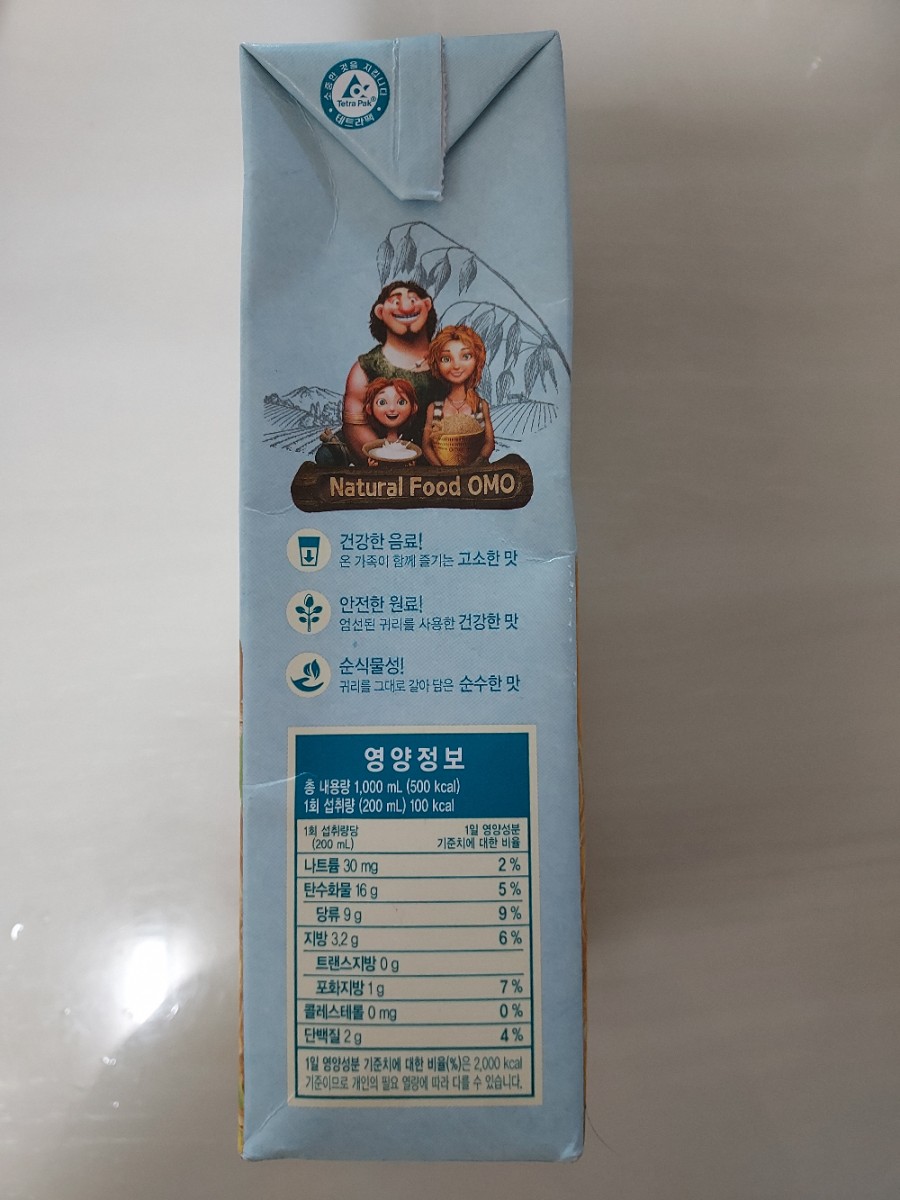 소중한 것을 지킵니다
Tetra Pak®
테트라팩
Natural Food OMO
건강한 음료!
온 가족이 함께 즐기는 고소한 맛
안전한 원료!
엄선된 귀리를 사용한 건강한 맛
순식물성!
귀리를 그대로 갈아 담은 순수한 맛
영양정보
총 내용량 1,000 mL (500 kcal)
1회 섭취량 (200 mL) 100 kcal
1회 섭취량당 1일 영양성분
(200 mL) 기준치에 대한 비율
나트륨 30 mg 2 %
탄수화물 16 g 5 %
당류 9 g 9 %
지방 3.2 g 6 %
트랜스지방 0 g
포화지방 1 g 7 %
콜레스테롤 0 mg 0 %
단백질 2 g 4 %
1일 영양성분 기준치에 대한 비율(%)은 2,000 kcal
기준이므로 개인의 필요 열량에 따라 다를 수 있습니다.